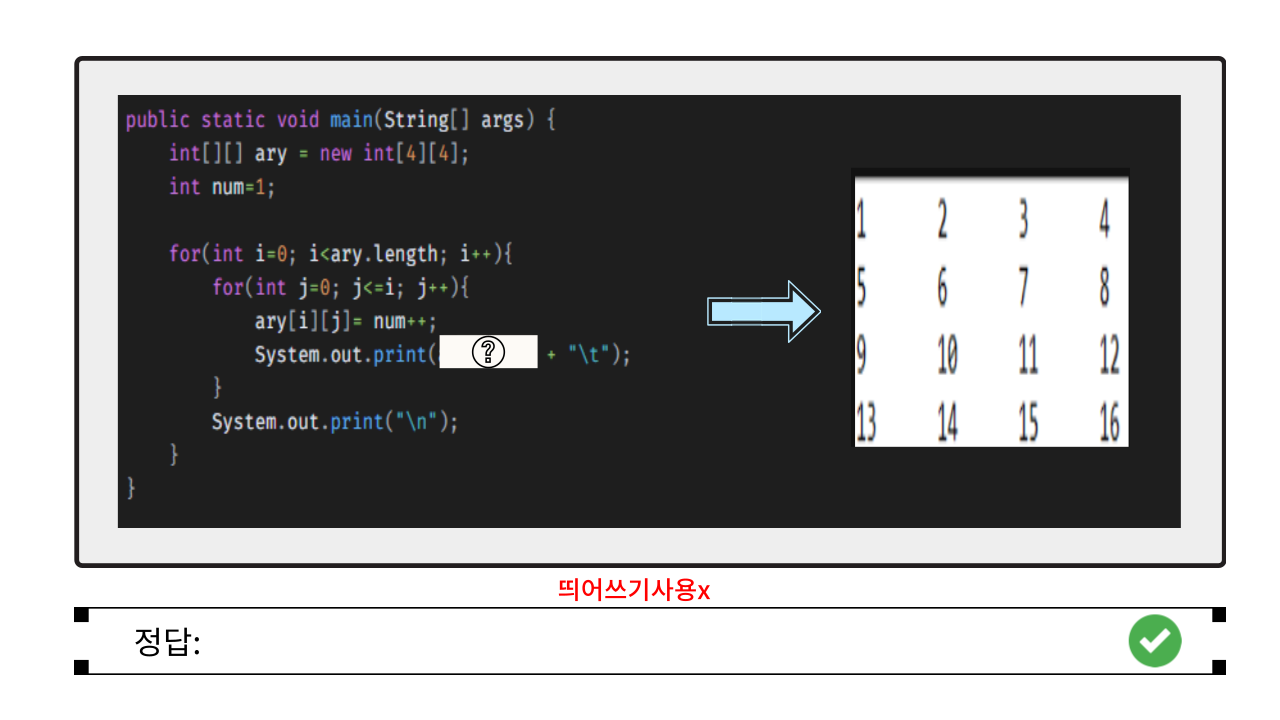 public static void main(String[] args) {
int[][] ary = new int[4][4];
int num=1;
for(int i=0; i<ary.length; i++){
for(int j=0; j<=i; j++){
ary[i][j]= num++;
System.out.print( ? + "\t");
}
System.out.print("\n");
}
}
1 2 3 4
5 6 7 8
9 10 11 12
13 14 15 16
띄어쓰기사용x
정답: